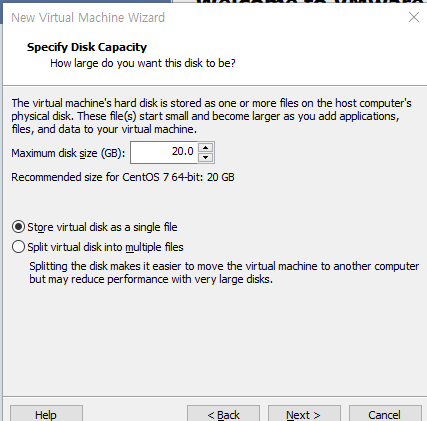 Welcome to VMware
New Virtual Machine Wizard
Specify Disk Capacity
How large do you want this disk to be?
The virtual machine's hard disk is stored as one or more files on the host computer's
physical disk. These file(s) start small and become larger as you add applications,
files, and data to your virtual machine.
Maximum disk size (GB): 20.0
Recommended size for CentOS 7 64-bit: 20 GB
Store virtual disk as a single file
Split virtual disk into multiple files
Splitting the disk makes it easier to move the virtual machine to another computer
but may reduce performance with very large disks.
Help < Back Next > Cancel